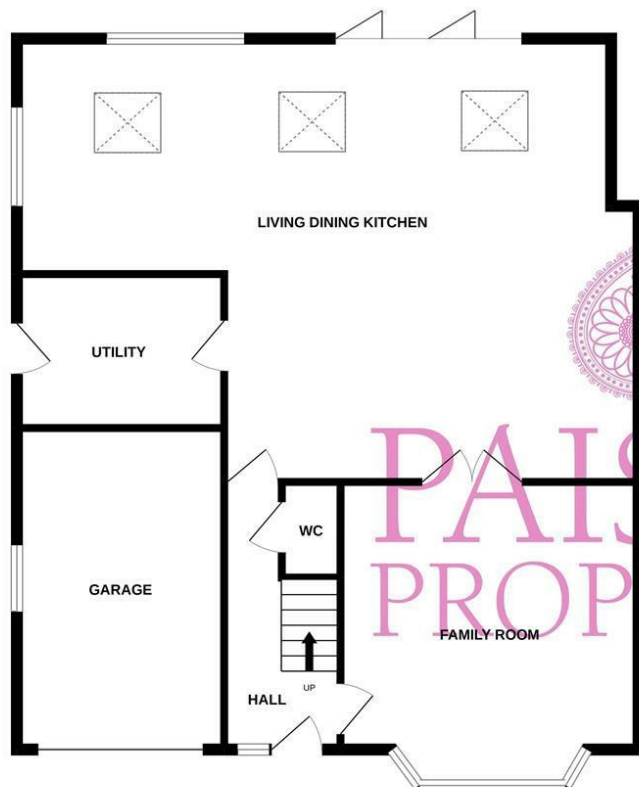 LIVING DINING KITCHEN
UTILITY
PAIS
WC
GARAGE
PROP
FAMILY ROOM
UP
HALL